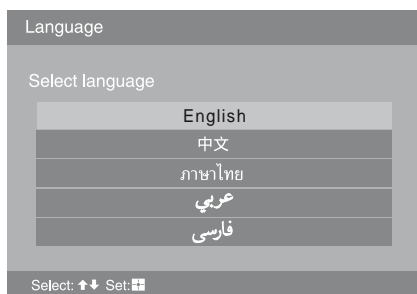 Language
Select language
English
中文
ภาษาไทย
عربي
فارسی
Select: ⬆⬇ Set: